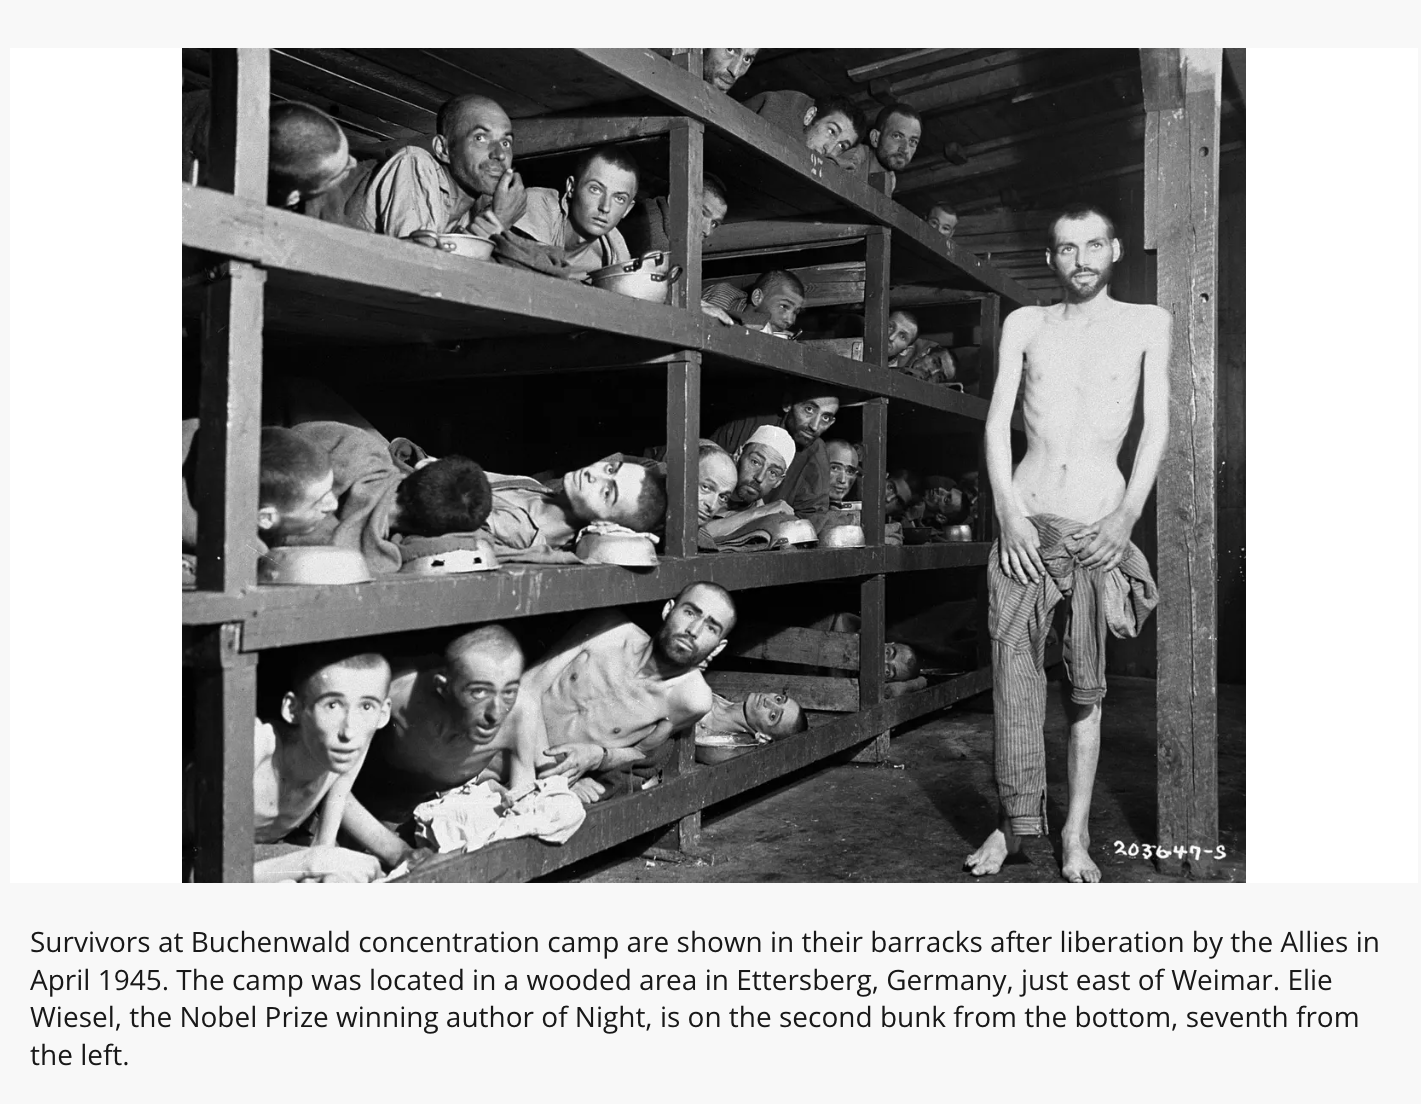 203647-S
Survivors at Buchenwald concentration camp are shown in their barracks after liberation by the Allies in
April 1945. The camp was located in a wooded area in Ettersberg, Germany, just east of Weimar. Elie
Wiesel, the Nobel Prize winning author of Night, is on the second bunk from the bottom, seventh from
the left.